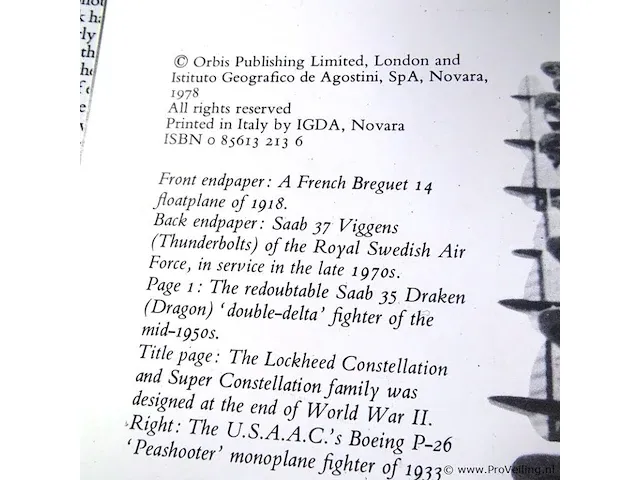 © Orbis Publishing Limited, London and
Istituto Geografico de Agostini, SpA, Novara,
1978
All rights reserved
Printed in Italy by IGDA, Novara
ISBN 0 85613 213 6
Front endpaper: A French Breguet 14
floatplane of 1918.
Back endpaper: Saab 37 Viggens
(Thunderbolts) of the Royal Swedish Air
Force, in service in the late 1970s.
Page 1: The redoubtable Saab 35 Draken
(Dragon) ‘double-delta’ fighter of the
mid-1950s.
Title page: The Lockheed Constellation
and Super Constellation family was
designed at the end of World War II.
Right: The U.S.A.A.C.’s Boeing P-26
‘Peashooter’ monoplane fighter of 1933
© www.ProVeiling.nl